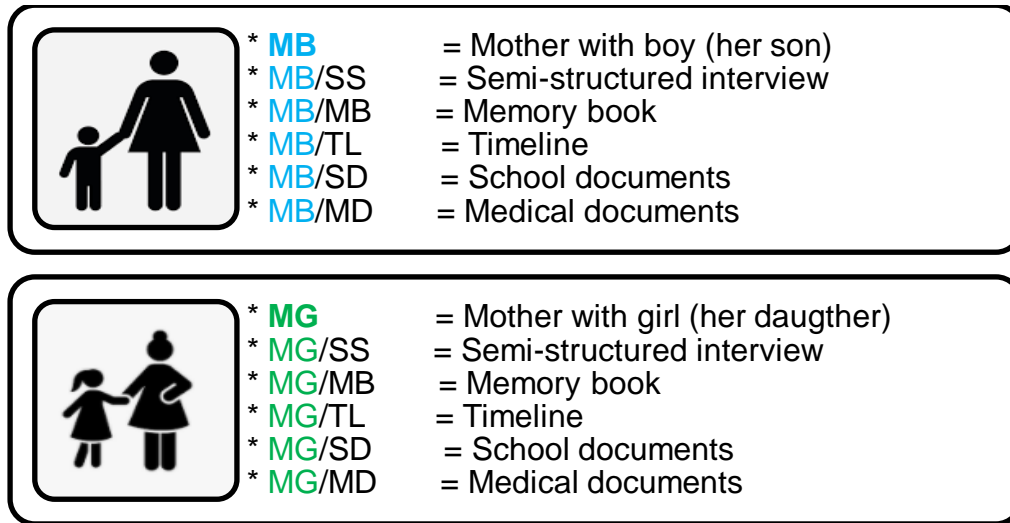 * MB = Mother with boy (her son)
* MB/SS = Semi-structured interview
* MB/MB = Memory book
* MB/TL = Timeline
* MB/SD = School documents
* MB/MD = Medical documents
* MG = Mother with girl (her daugther)
* MG/SS = Semi-structured interview
* MG/MB = Memory book
* MG/TL = Timeline
* MG/SD = School documents
* MG/MD = Medical documents